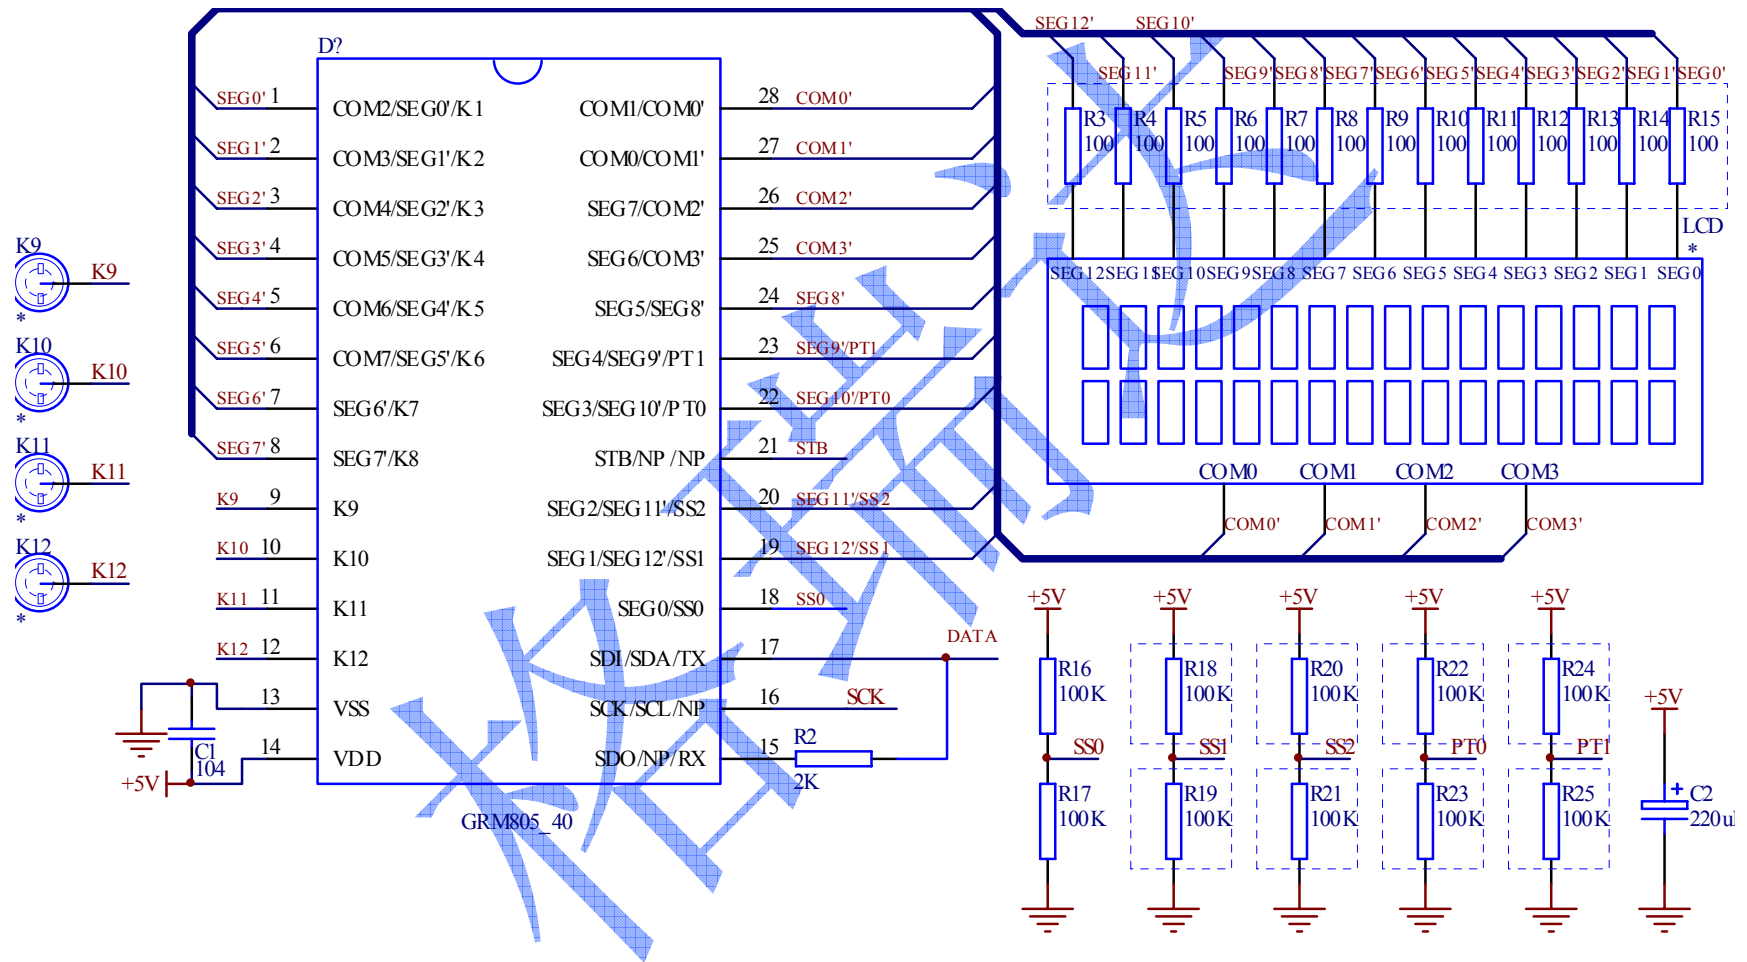 SEG12'
SEG10'
D?
SEG11'
SEG9'
SEG8'
SEG7'
SEG6'
SEG5'
SEG4'
SEG3'
SEG2'
SEG1'
SEG0'
R3
100
R4
100
R5
100
R6
100
R7
100
R8
100
R9
100
R10
100
R11
100
R12
100
R13
100
R14
100
R15
100
LCD
*
SEG12
SEG11
SEG10
SEG9
SEG8
SEG7
SEG6
SEG5
SEG4
SEG3
SEG2
SEG1
SEG0
COM0
COM1
COM2
COM3
COM0'
COM1'
COM2'
COM3'
SEG0' 1 COM2/SEG0'/K1
COM1/COM0' 28 COM0'
SEG1' 2 COM3/SEG1'/K2
COM0/COM1' 27 COM1'
SEG2' 3 COM4/SEG2'/K3
SEG7/COM2' 26 COM2'
SEG3' 4 COM5/SEG3'/K4
SEG6/COM3' 25 COM3'
SEG4' 5 COM6/SEG4'/K5
SEG5/SEG8' 24 SEG8'
SEG5' 6 COM7/SEG5'/K6
SEG4/SEG9'/PT1 23 SEG9'/PT1
SEG6' 7 SEG6'/K7
SEG3/SEG10'/PT0 22 SEG10'/PT0
SEG7' 8 SEG7'/K8
STB/NP/NP 21 STB
K9 9 K9
SEG2/SEG11'/SS2 20 SEG11'/SS2
K10 10 K10
SEG1/SEG12'/SS1 19 SEG12'/SS1
K11 11 K11
SEG0/SS0 18 SS0
K12 12 K12
SDI/SDA/TX 17 DATA
13 VSS
SCK/SCL/NP 16 SCK
14 VDD
SDO/NP/RX 15
R2
2K
GRM805_40
K9
K9
*
K10
K10
*
K11
K11
*
K12
K12
*
C1
104
+5V
+5V
R16
100K
SS0
R17
100K
+5V
R18
100K
SS1
R19
100K
+5V
R20
100K
SS2
R21
100K
+5V
R22
100K
PT0
R23
100K
+5V
R24
100K
PT1
R25
100K
+5V
+
C2